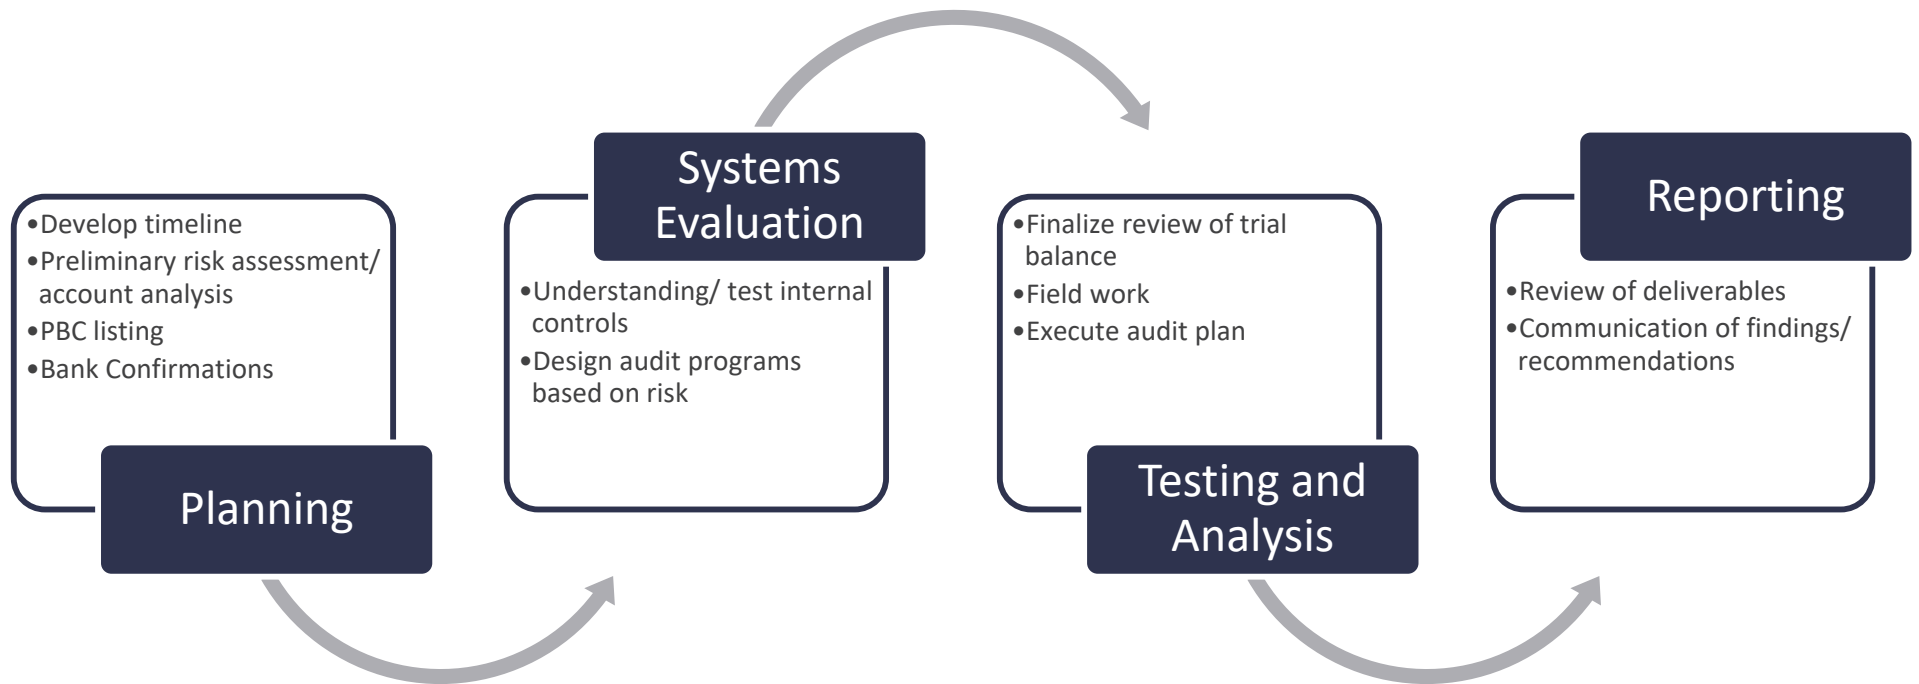 •Develop timeline
•Preliminary risk assessment/
account analysis
•PBC listing
•Bank Confirmations
Planning
Systems
Evaluation
•Understanding/ test internal
controls
•Design audit programs
based on risk
•Finalize review of trial
balance
•Field work
•Execute audit plan
Testing and
Analysis
Reporting
•Review of deliverables
•Communication of findings/
recommendations